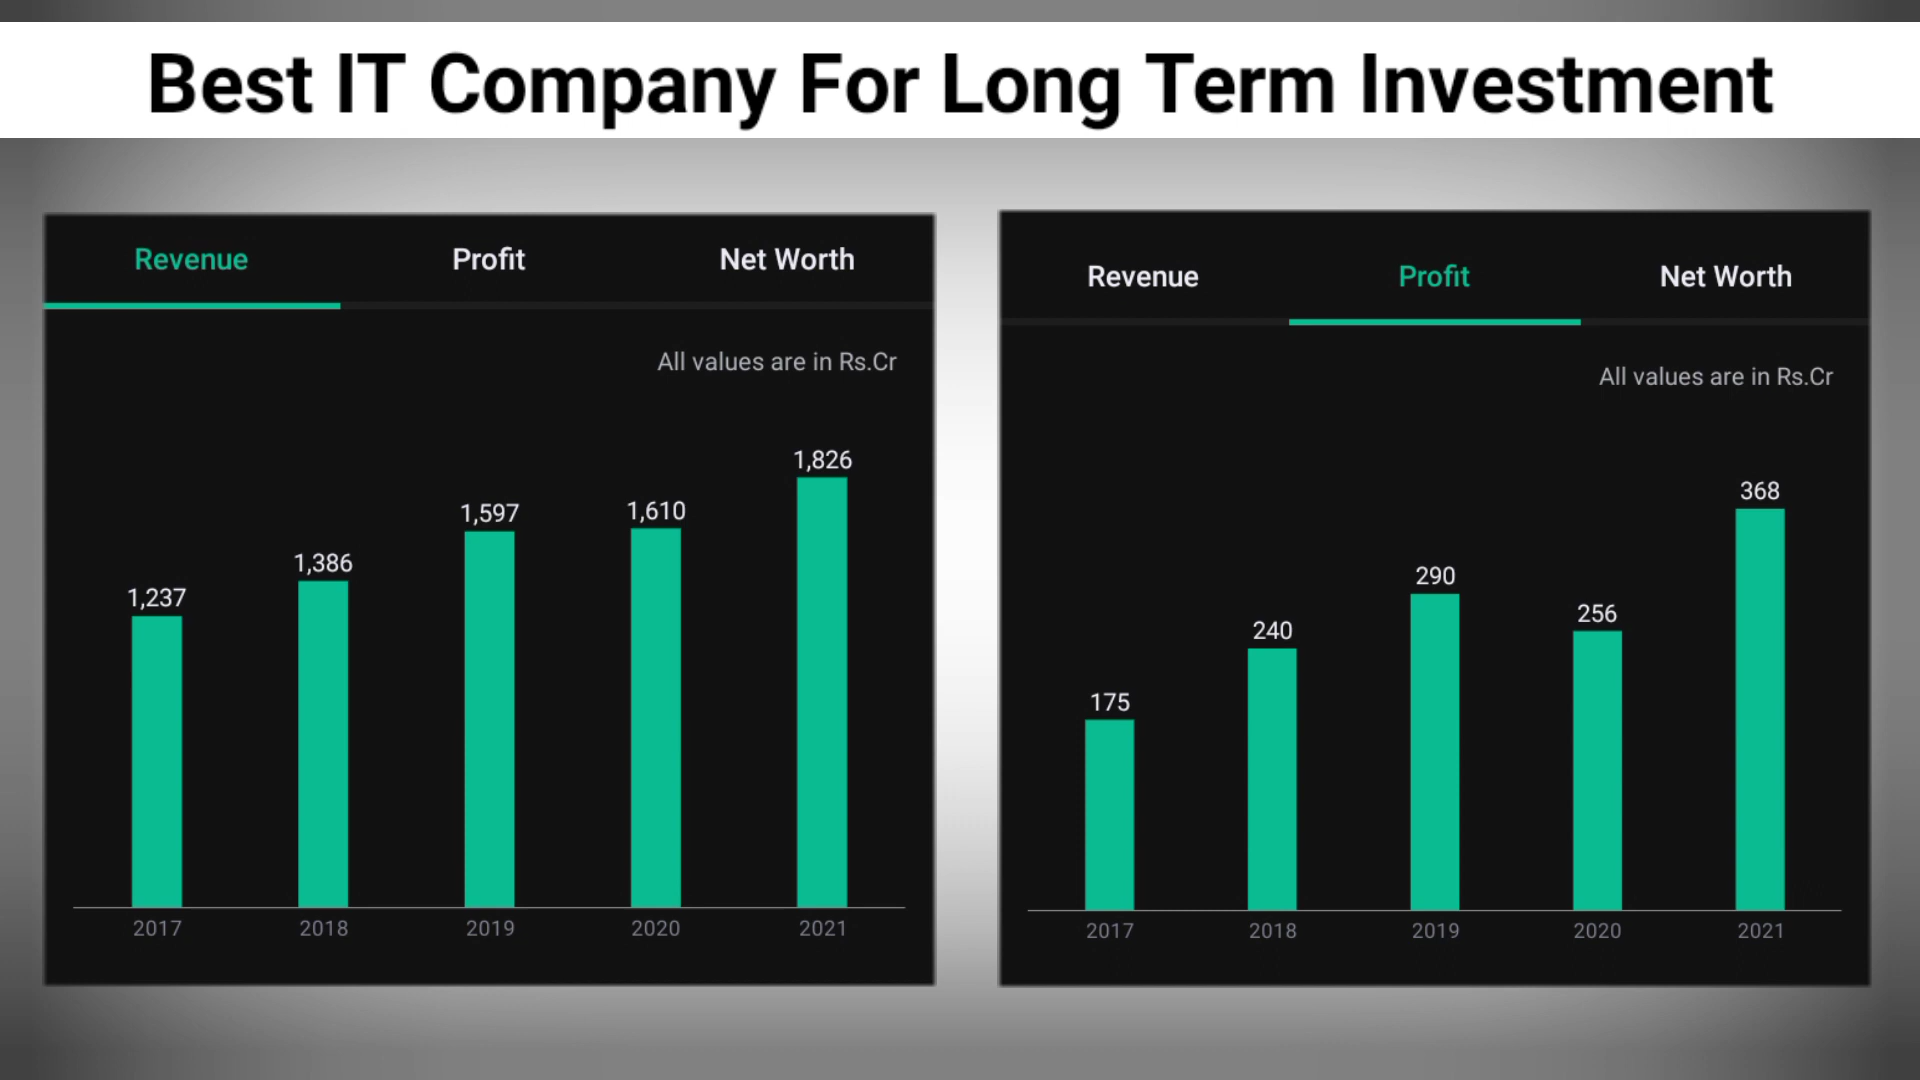 Best IT Company For Long Term Investment
Revenue Profit Net Worth
All values are in Rs.Cr
1,237 1,386 1,597 1,610 1,826
2017 2018 2019 2020 2021
Revenue Profit Net Worth
All values are in Rs.Cr
175 240 290 256 368
2017 2018 2019 2020 2021